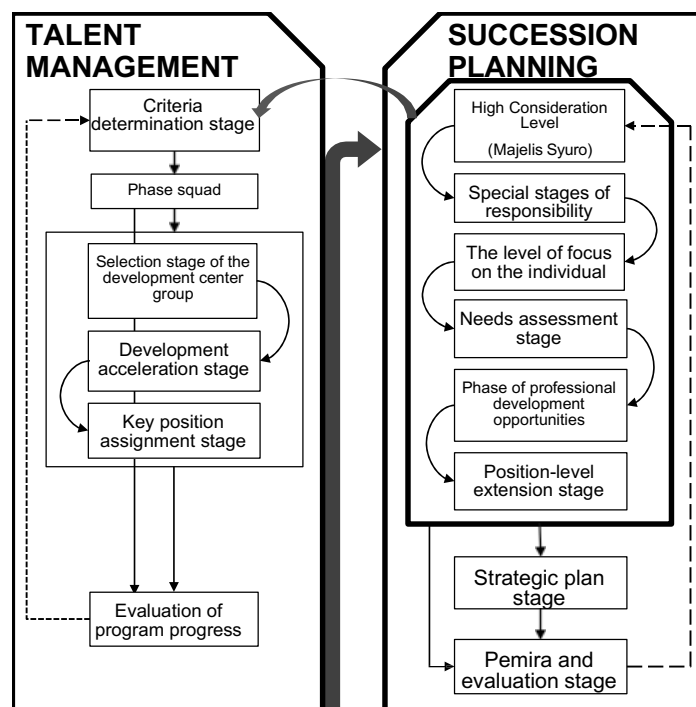 TALENT
MANAGEMENT
Criteria
determination stage
Phase squad
Selection stage of the
development center
group
Development
acceleration stage
Key position
assignment stage
Evaluation of
program progress
SUCCESSION
PLANNING
High Consideration
Level
(Majelis Syuro)
Special stages of
responsibility
The level of focus
on the individual
Needs assessment
stage
Phase of professional
development
opportunities
Position-level
extension stage
Strategic plan
stage
Pemira and
evaluation stage